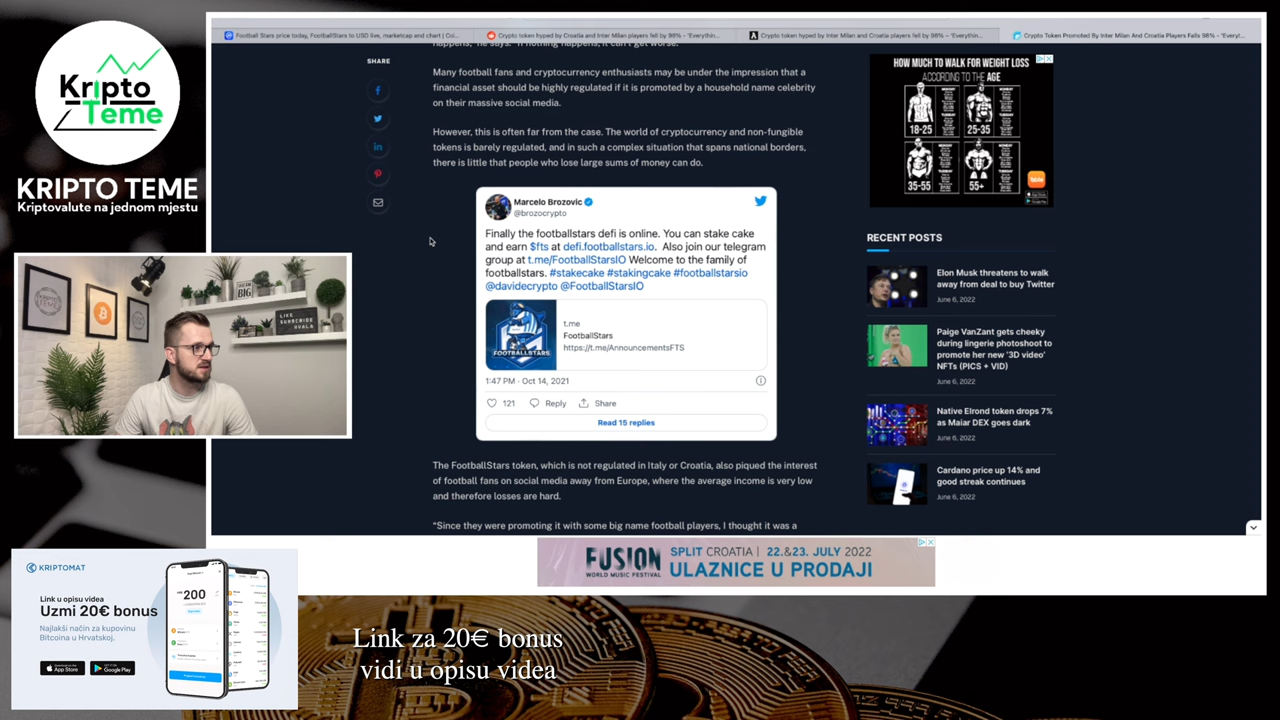 Kripto
Teme
KRIPTO TEME
Kriptovalute na jednom mjestu
Football Stars price today, FootballStars to USD live, marketcap and chart | Coi...
Crypto token hyped by Croatia and Inter Milan players fell by 98% - "Everythin...
Crypto token hyped by Inter Milan and Croatia players fell by 98% - 'Everythin...
Crypto Token Promoted By Inter Milan And Croatia Players Falls 98% - "Everyt...
happens," he says. "If nothing happens, it can't get worse."
SHARE
Many football fans and cryptocurrency enthusiasts may be under the impression that a
financial asset should be highly regulated if it is promoted by a household name celebrity
on their massive social media.
However, this is often far from the case. The world of cryptocurrency and non-fungible
tokens is barely regulated, and in such a complex situation that spans national borders,
there is little that people who lose large sums of money can do.
Marcelo Brozovic
@brozocrypto
Finally the footballstars defi is online. You can stake cake
and earn $fts at defi.footballstars.io. Also join our telegram
group at t.me/FootballStarsIO Welcome to the family of
footballstars. #stakecake #stakingcake #footballstarsio
@davidecrypto @FootballStarsIO
FOOTBALLSTARS
t.me
FootballStars
https://t.me/AnnouncementsFTS
1:47 PM · Oct 14, 2021
121 Reply Share
Read 15 replies
The FootballStars token, which is not regulated in Italy or Croatia, also piqued the interest
of football fans on social media away from Europe, where the average income is very low
and therefore losses are hard.
"Since they were promoting it with some big name football players, I thought it was a
HOW MUCH TO WALK FOR WEIGHT LOSS
ACCORDING TO THE AGE
18-25
25-35
35-55
55+
RECENT POSTS
Elon Musk threatens to walk
away from deal to buy Twitter
June 6, 2022
Paige VanZant gets cheeky
during lingerie photoshoot to
promote her new '3D video'
NFTs (PICS + VID)
June 6, 2022
Native Elrond token drops 7%
as Maiar DEX goes dark
June 6, 2022
Cardano price up 14% and
good streak continues
June 6, 2022
DREAM
BIG
LIKE
SUBSCRIBE
HVALA
FUSION
WORLD MUSIC FESTIVAL
SPLIT CROATIA | 22.&23. JULY 2022
ULAZNICE U PRODAJI
KRIPTOMAT
Link u opisu videa
Uzmi 20€ bonus
Najlakši način za kupovinu
Bitcoina u Hrvatskoj.
App Store
Google Play
200
Link za 20€ bonus
vidi u opisu videa